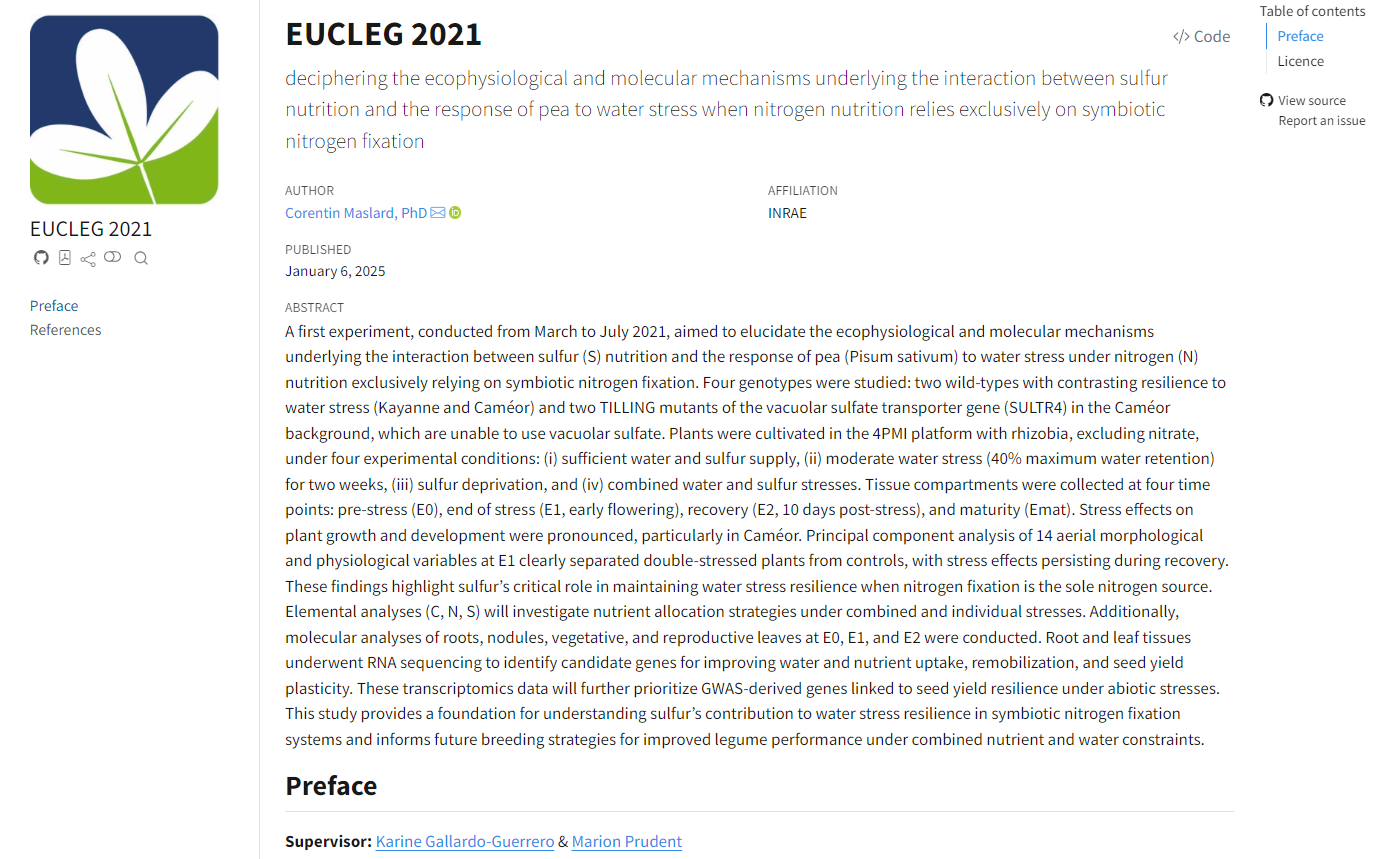 EUCLEG 2021
Preface
References
EUCLEG 2021
</> Code
deciphering the ecophysiological and molecular mechanisms underlying the interaction between sulfur
nutrition and the response of pea to water stress when nitrogen nutrition relies exclusively on symbiotic
nitrogen fixation
AUTHOR
Corentin Maslard, PhD
AFFILIATION
INRAE
PUBLISHED
January 6, 2025
ABSTRACT
A first experiment, conducted from March to July 2021, aimed to elucidate the ecophysiological and molecular mechanisms
underlying the interaction between sulfur (S) nutrition and the response of pea (Pisum sativum) to water stress under nitrogen (N)
nutrition exclusively relying on symbiotic nitrogen fixation. Four genotypes were studied: two wild-types with contrasting resilience to
water stress (Kayanne and Caméor) and two TILLING mutants of the vacuolar sulfate transporter gene (SULTR4) in the Caméor
background, which are unable to use vacuolar sulfate. Plants were cultivated in the 4PMI platform with rhizobia, excluding nitrate,
under four experimental conditions: (i) sufficient water and sulfur supply, (ii) moderate water stress (40% maximum water retention)
for two weeks, (iii) sulfur deprivation, and (iv) combined water and sulfur stresses. Tissue compartments were collected at four time
points: pre-stress (E0), end of stress (E1, early flowering), recovery (E2, 10 days post-stress), and maturity (Emat). Stress effects on
plant growth and development were pronounced, particularly in Caméor. Principal component analysis of 14 aerial morphological
and physiological variables at E1 clearly separated double-stressed plants from controls, with stress effects persisting during recovery.
These findings highlight sulfur’s critical role in maintaining water stress resilience when nitrogen fixation is the sole nitrogen source.
Elemental analyses (C, N, S) will investigate nutrient allocation strategies under combined and individual stresses. Additionally,
molecular analyses of roots, nodules, vegetative, and reproductive leaves at E0, E1, and E2 were conducted. Root and leaf tissues
underwent RNA sequencing to identify candidate genes for improving water and nutrient uptake, remobilization, and seed yield
plasticity. These transcriptomics data will further prioritize GWAS-derived genes linked to seed yield resilience under abiotic stresses.
This study provides a foundation for understanding sulfur’s contribution to water stress resilience in symbiotic nitrogen fixation
systems and informs future breeding strategies for improved legume performance under combined nutrient and water constraints.
Preface
Supervisor: Karine Gallardo-Guerrero & Marion Prudent
Table of contents
Preface
Licence
View source
Report an issue